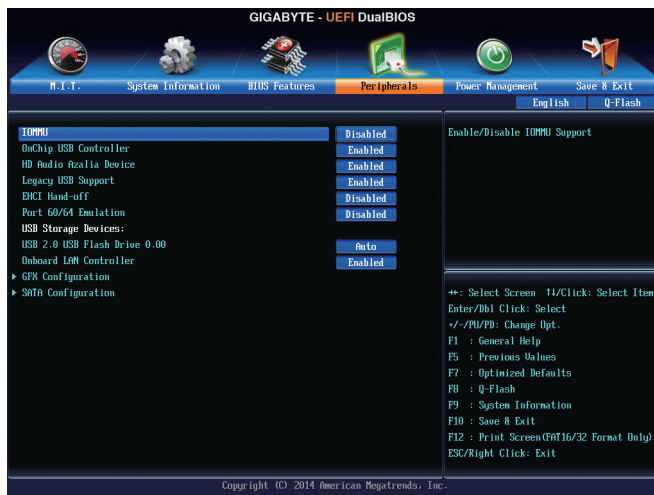 GIGABYTE - UEFI DualBIOS
M.I.T.
System Information
BIOS Features
Peripherals
Power Management
Save & Exit
English
Q-Flash
IOMMU Disabled
OnChip USB Controller Enabled
HD Audio Azalia Device Enabled
Legacy USB Support Enabled
EHCI Hand-off Disabled
Port 60/64 Emulation Disabled
USB Storage Devices:
USB 2.0 USB Flash Drive 0.00 Auto
Onboard LAN Controller Enabled
GFX Configuration
SATA Configuration
Enable/Disable IOMMU Support
↔: Select Screen ↑↓/Click: Select Item
Enter/Dbl Click: Select
+/-/PU/PD: Change Opt.
F1 : General Help
F5 : Previous Values
F7 : Optimized Defaults
F8 : Q-Flash
F9 : System Information
F10 : Save & Exit
F12 : Print Screen(FAT16/32 Format Only)
ESC/Right Click: Exit
Copyright (C) 2014 American Megatrends, Inc.